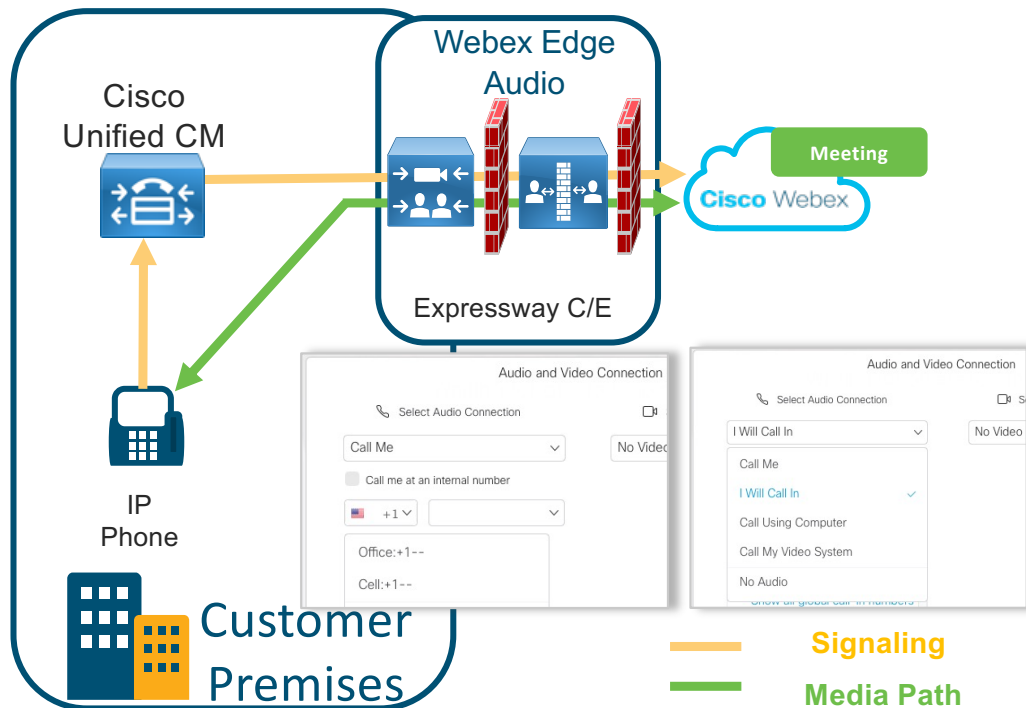 Webex Edge
Audio
Cisco
Unified CM
Meeting
Cisco Webex
Expressway C/E
IP
Phone
Audio and Video Connection
Select Audio Connection
Call Me
No Video
Call me at an internal number
+1
Office:+1--
Cell:+1--
Audio and Video Connection
Select Audio Connection
I Will Call In
No Video
Call Me
I Will Call In
Call Using Computer
Call My Video System
No Audio
Show all global call-in numbers
Customer
Premises
Signaling
Media Path